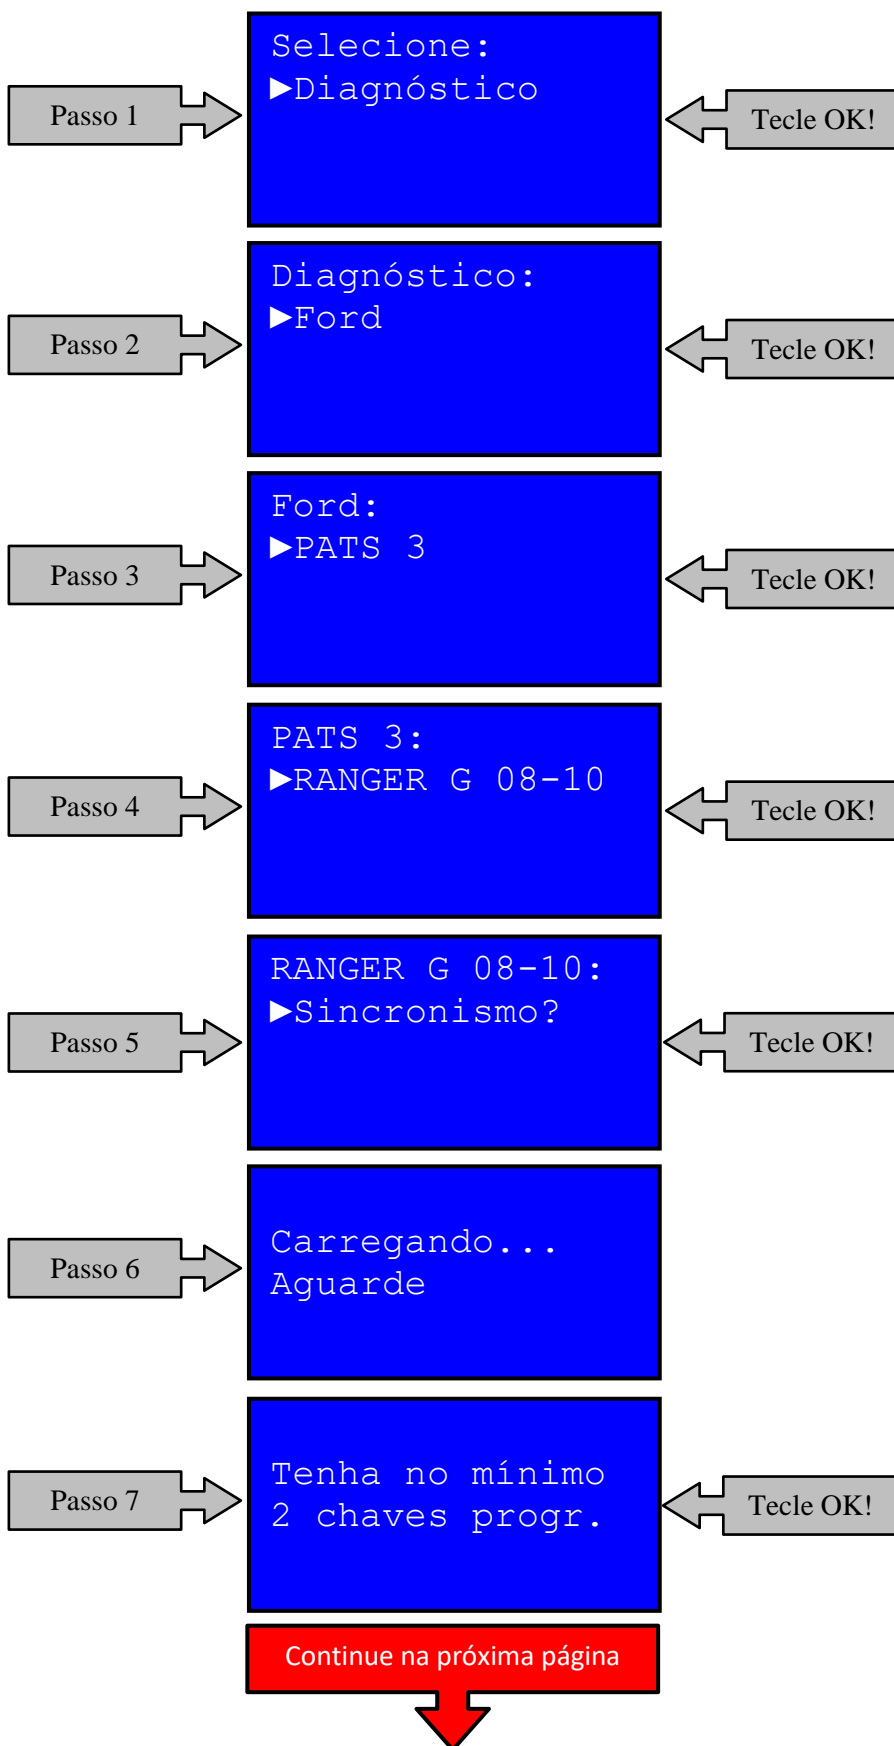 Passo 1
Selecione:
►Diagnóstico
Tecle OK!
Passo 2
Diagnóstico:
►Ford
Tecle OK!
Passo 3
Ford:
►PATS 3
Tecle OK!
Passo 4
PATS 3:
►RANGER G 08-10
Tecle OK!
Passo 5
RANGER G 08-10:
►Sincronismo?
Tecle OK!
Passo 6
Carregando...
Aguarde
Passo 7
Tenha no mínimo
2 chaves progr.
Tecle OK!
Continue na próxima página